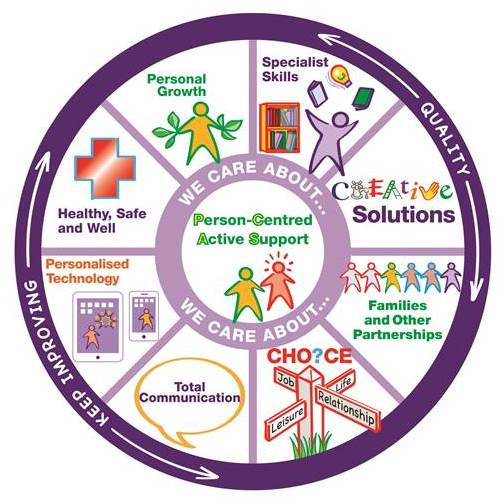 Personal
Growth
Specialist
Skills
QUALITY
CREAtive
Solutions
Families
and Other
Partnerships
CHO?CE
Job
Life
Leisure
Relationship
Total
Communication
Personalised
Technology
Healthy, Safe
and Well
KEEP IMPROVING
WE CARE ABOUT...
Person-Centred
Active Support
WE CARE ABOUT...